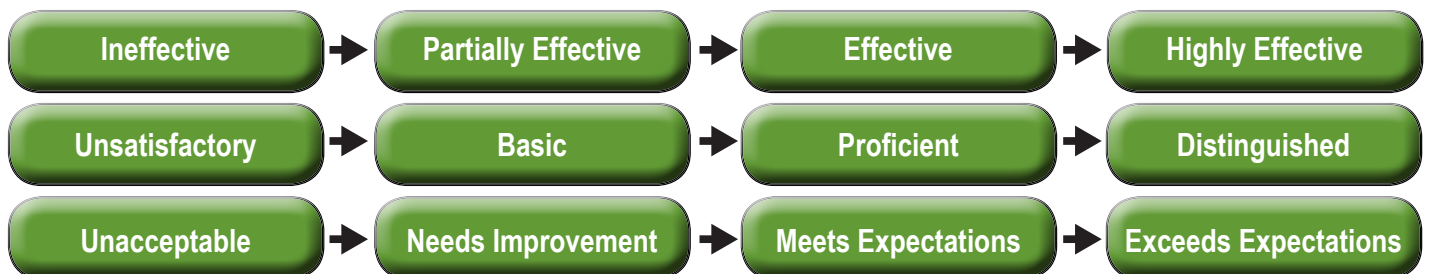 Ineffective Partially Effective Effective Highly Effective
Unsatisfactory Basic Proficient Distinguished
Unacceptable Needs Improvement Meets Expectations Exceeds Expectations